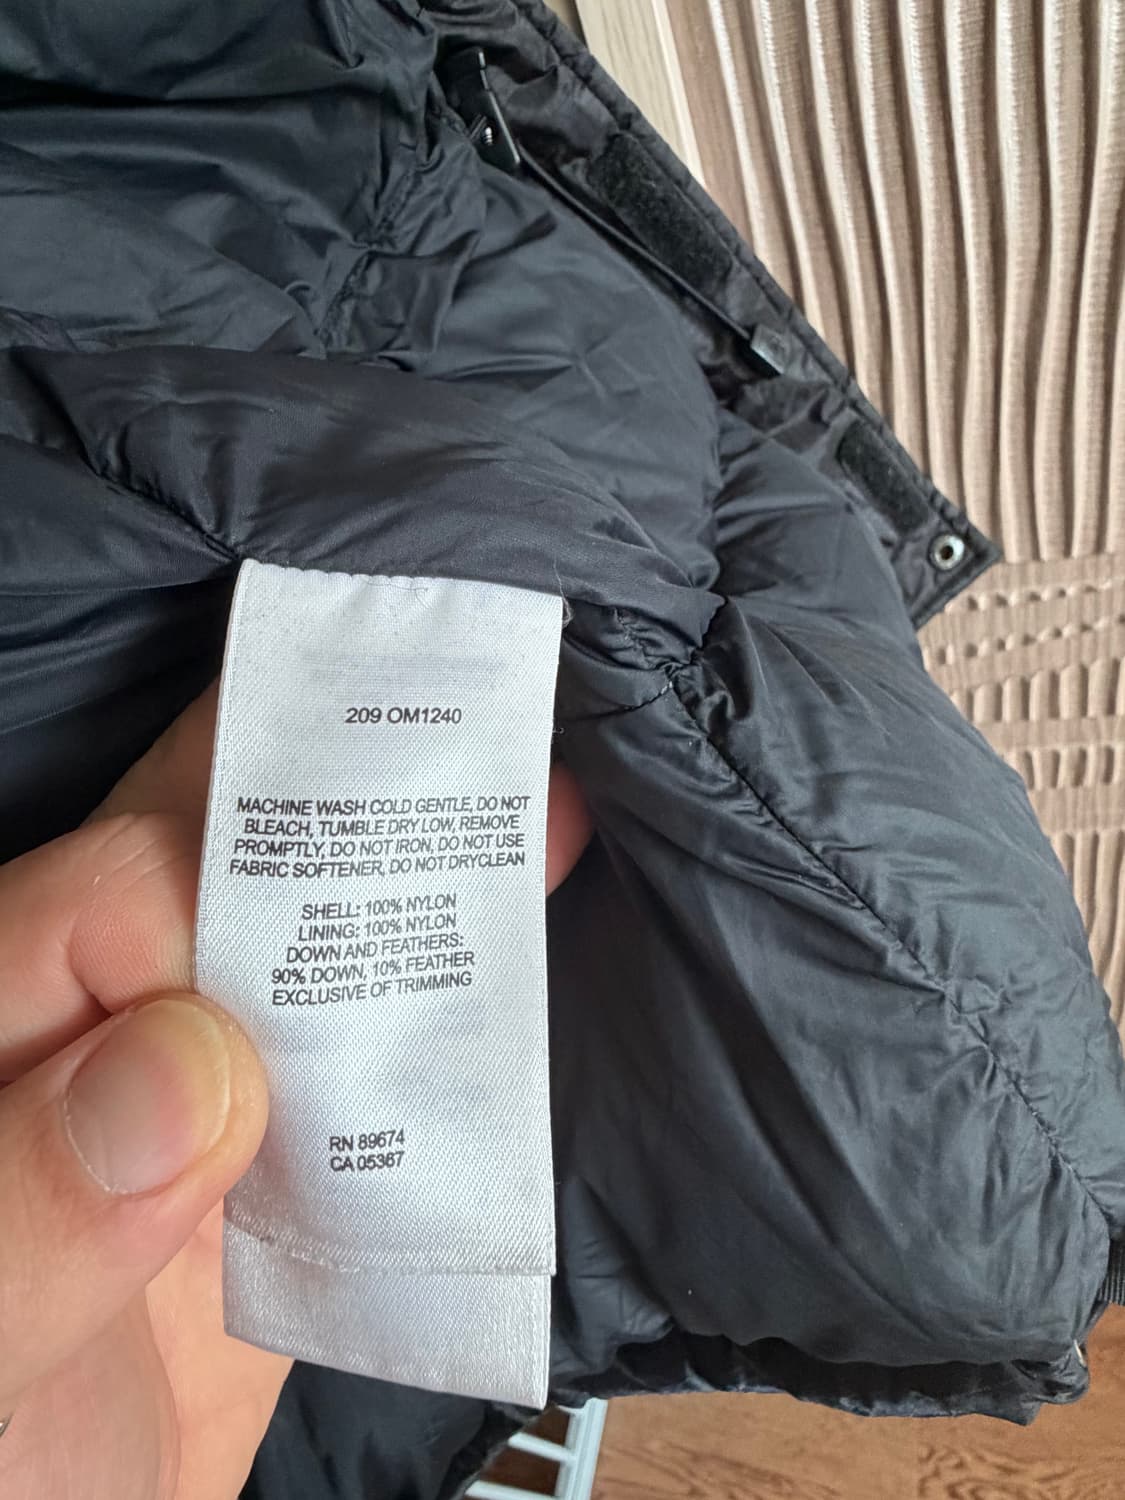 209 OM1240
MACHINE WASH COLD GENTLE, DO NOT
BLEACH, TUMBLE DRY LOW, REMOVE
PROMPTLY, DO NOT IRON, DO NOT USE
FABRIC SOFTENER, DO NOT DRYCLEAN
SHELL: 100% NYLON
LINING: 100% NYLON
DOWN AND FEATHERS:
90% DOWN, 10% FEATHER
EXCLUSIVE OF TRIMMING
RN 89674
CA 05367